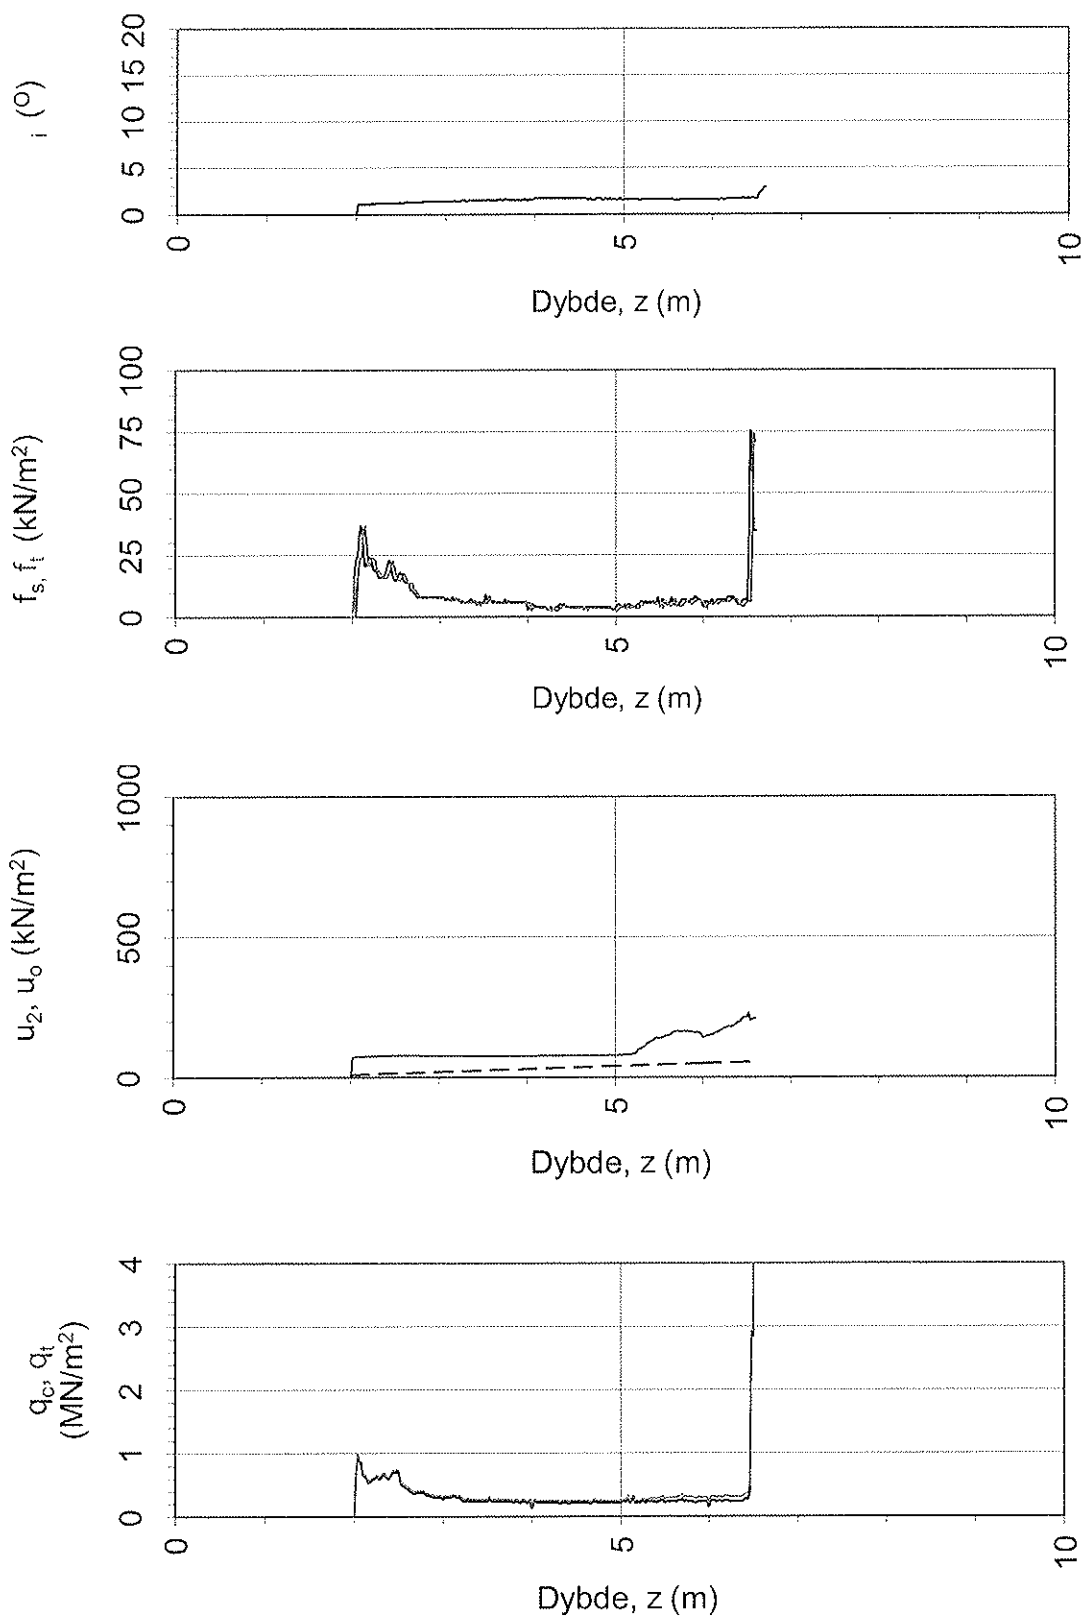 i (°)
0 5 10 15 20
0 5 10
Dybde, z (m)
fs, ft (kN/m²)
0 25 50 75 100
0 5 10
Dybde, z (m)
u2, uo (kN/m²)
0 500 1000
0 5 10
Dybde, z (m)
qc, qt
(MN/m²)
0 1 2 3 4
0 5 10
Dybde, z (m)